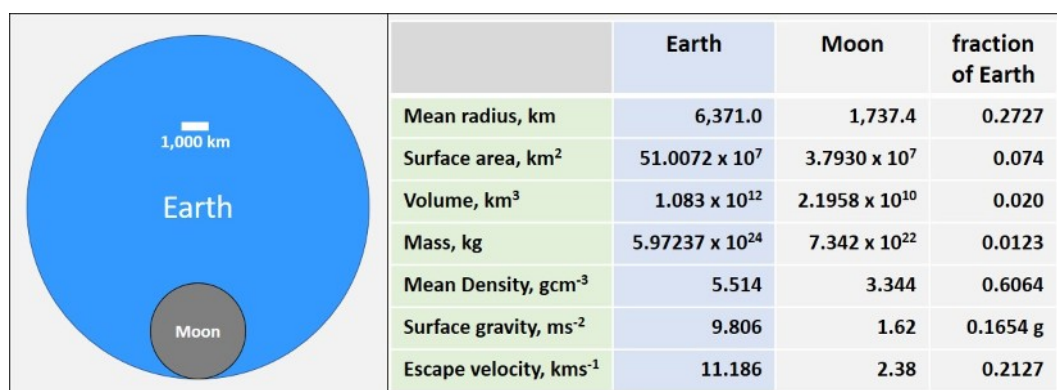 1,000 km
Earth
Moon
Earth Moon fraction of Earth
Mean radius, km 6,371.0 1,737.4 0.2727
Surface area, km² 51.0072 x 10⁷ 3.7930 x 10⁷ 0.074
Volume, km³ 1.083 x 10¹² 2.1958 x 10¹⁰ 0.020
Mass, kg 5.97237 x 10²⁴ 7.342 x 10²² 0.0123
Mean Density, gcm⁻³ 5.514 3.344 0.6064
Surface gravity, ms⁻² 9.806 1.62 0.1654 g
Escape velocity, kms⁻¹ 11.186 2.38 0.2127